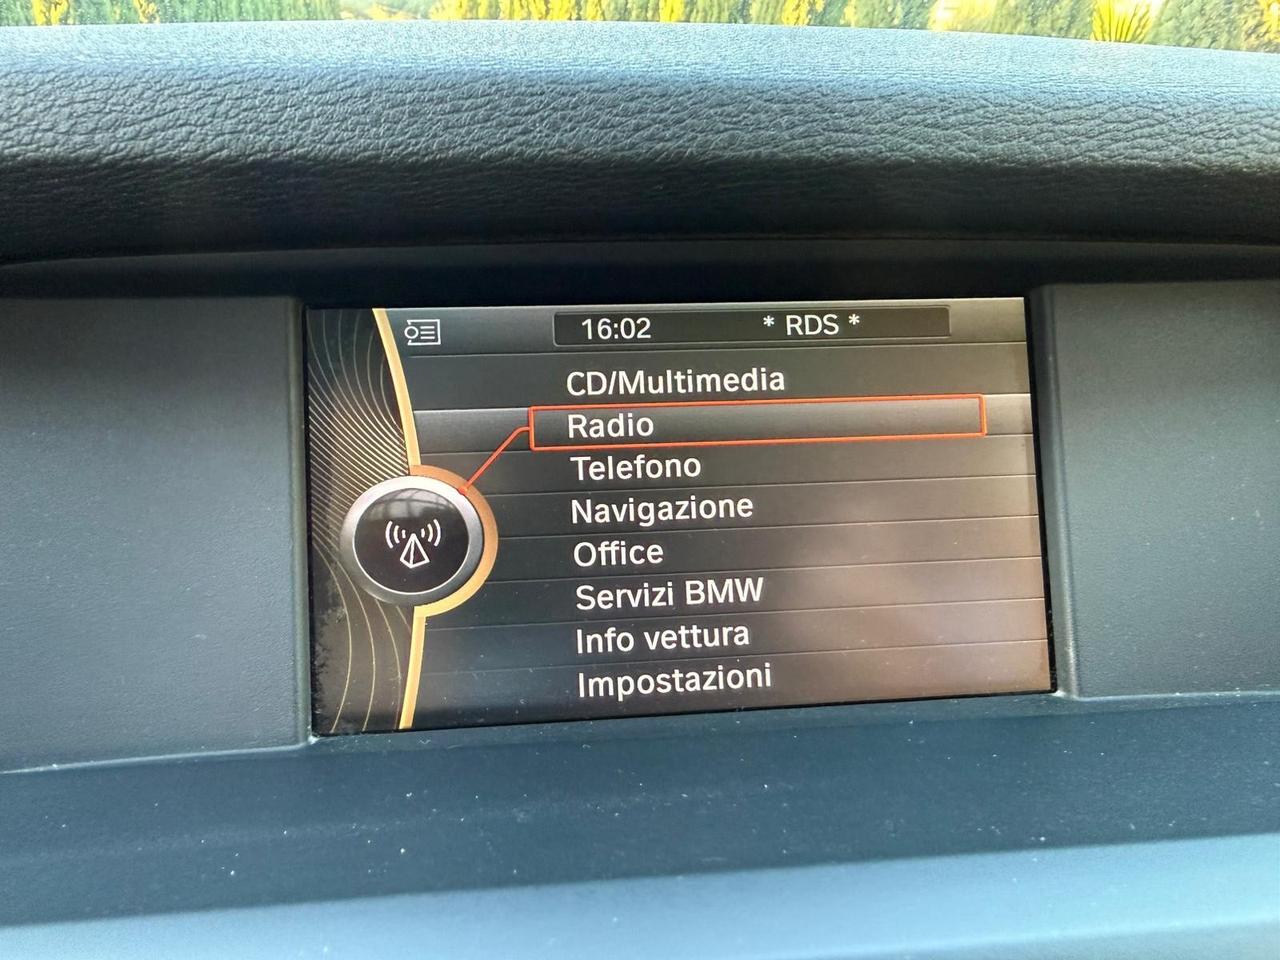 16:02 * RDS *
CD/Multimedia
Radio
Telefono
Navigazione
Office
Servizi BMW
Info vettura
Impostazioni